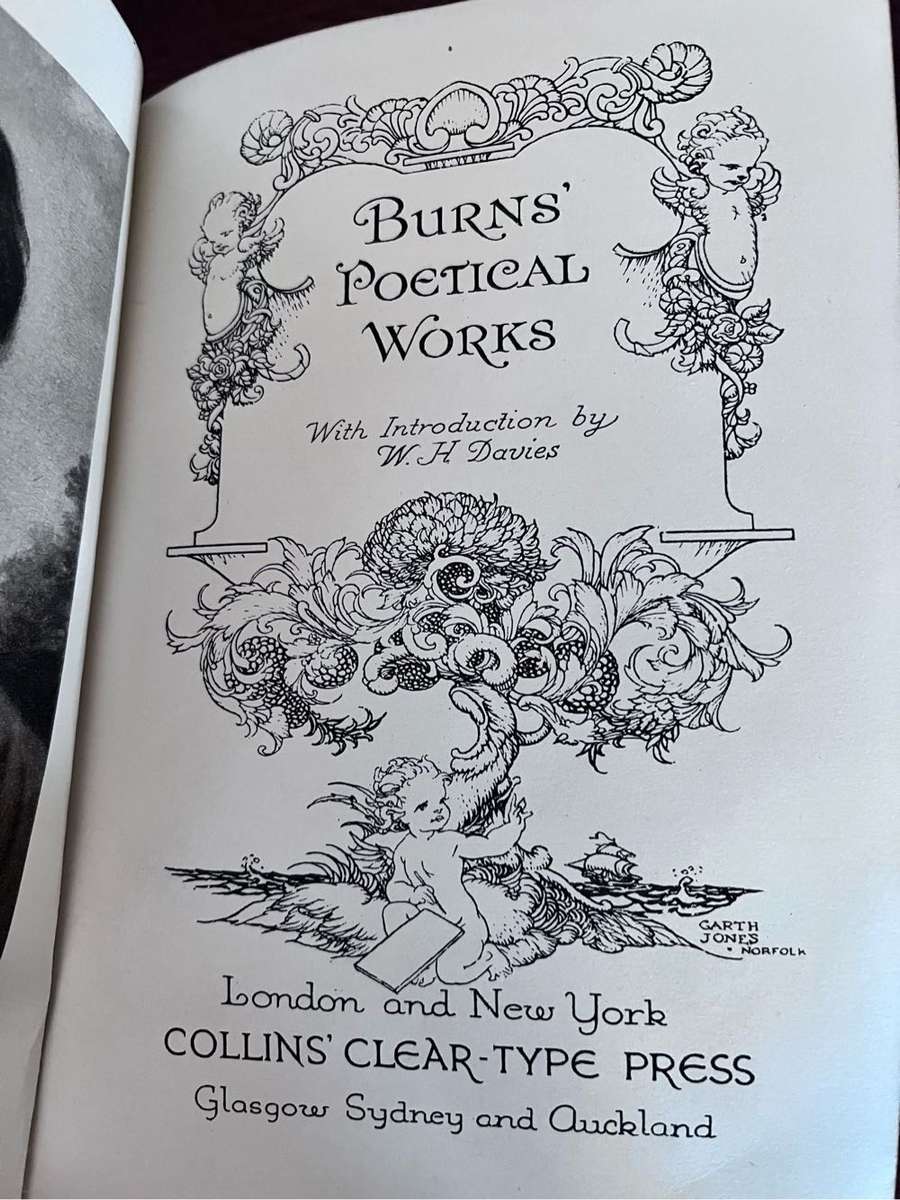 BURNS'
POETICAL
WORKS
With Introduction by
W. H Davies
GARTH
JONES
NORFOLK
London and New York
COLLINS' CLEAR-TYPE PRESS
Glasgow Sydney and Auckland